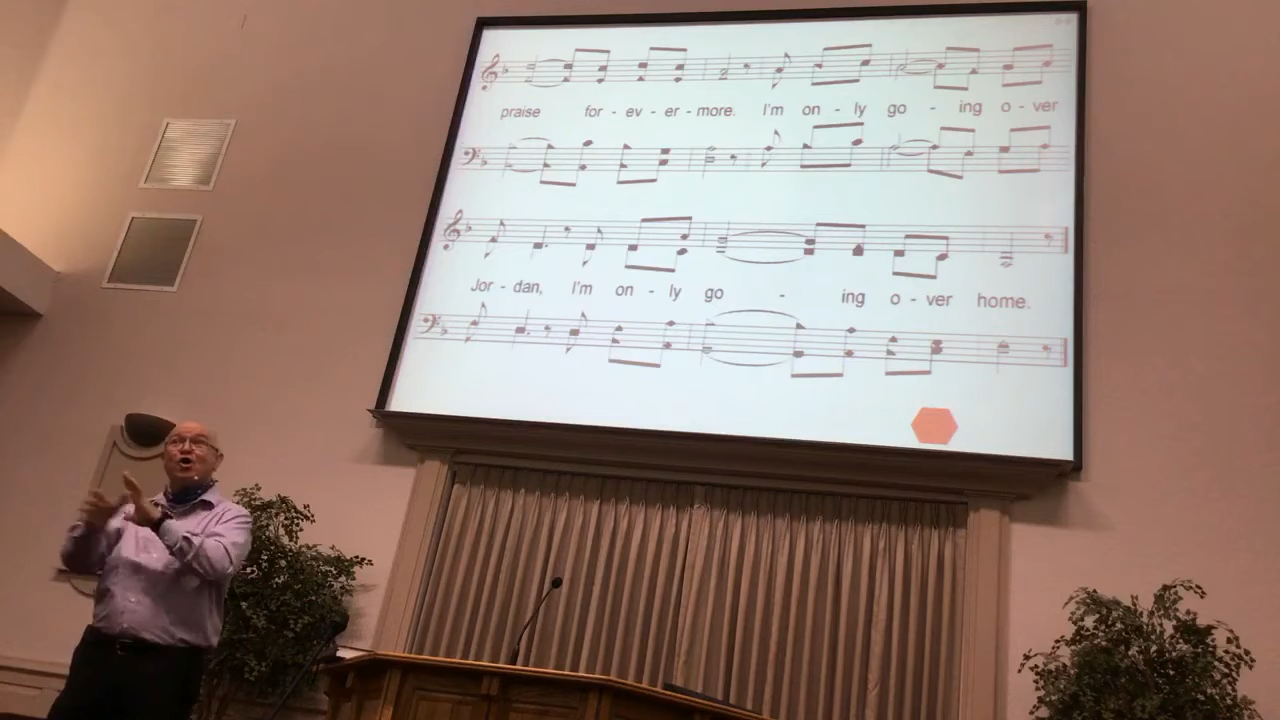 praise for - ev - er - more. I'm on - ly go - ing o - ver
Jor - dan, I'm on - ly go - ing o - ver home.